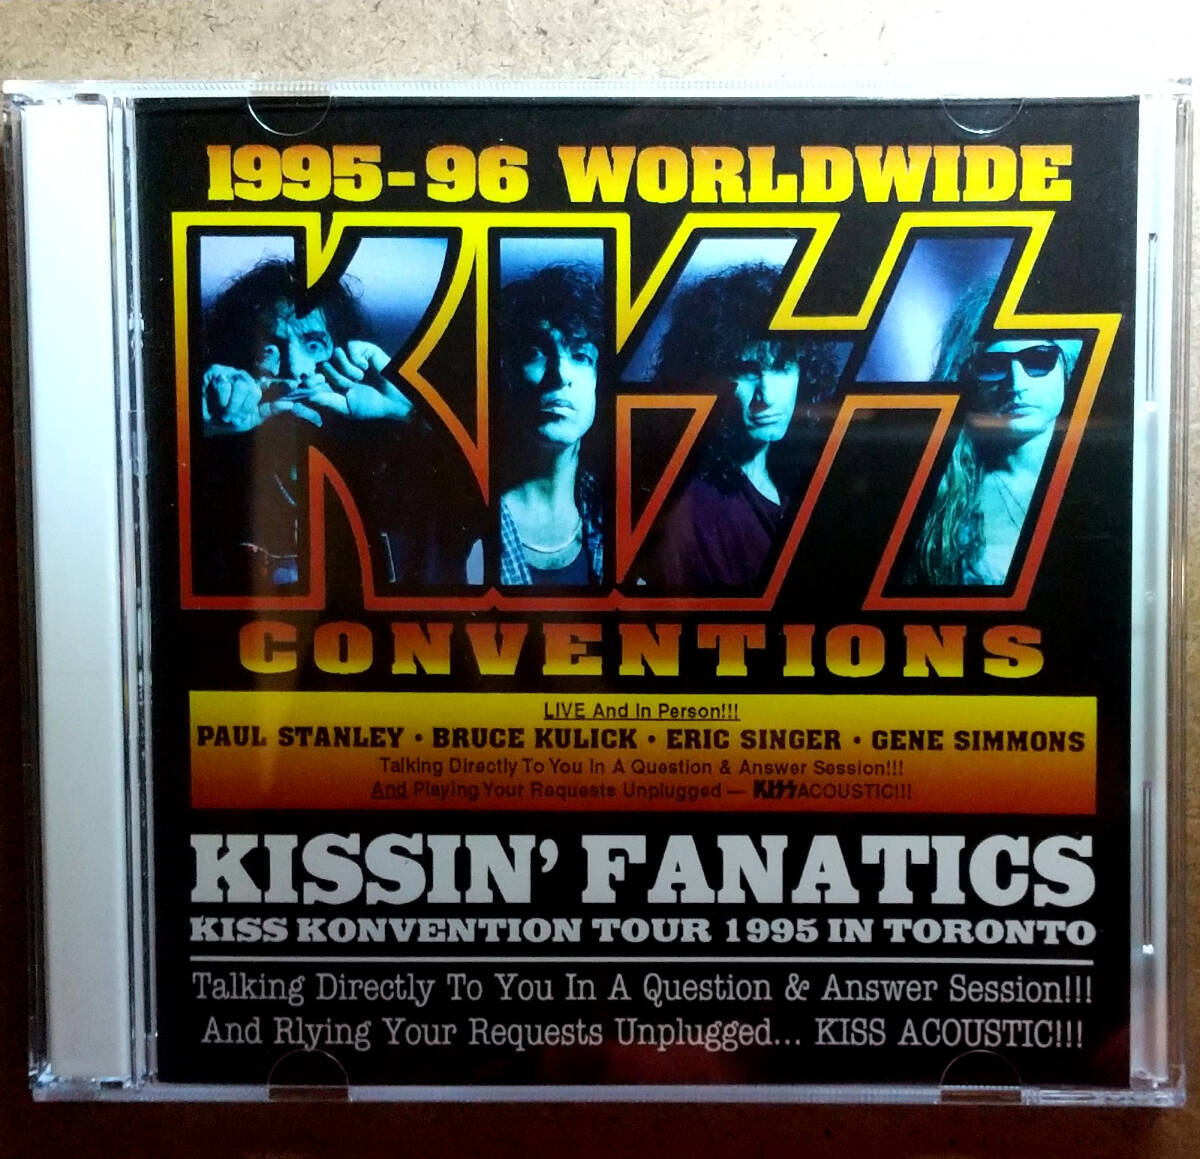 1995-96 WORLDWIDE
KISS
CONVENTIONS
LIVE And In Person!!!
PAUL STANLEY • BRUCE KULICK • ERIC SINGER • GENE SIMMONS
Talking Directly To You In A Question & Answer Session!!!
And Playing Your Requests Unplugged — KISS ACOUSTIC!!!
KISSIN' FANATICS
KISS KONVENTION TOUR 1995 IN TORONTO
Talking Directly To You In A Question & Answer Session!!!
And Rlying Your Requests Unplugged... KISS ACOUSTIC!!!